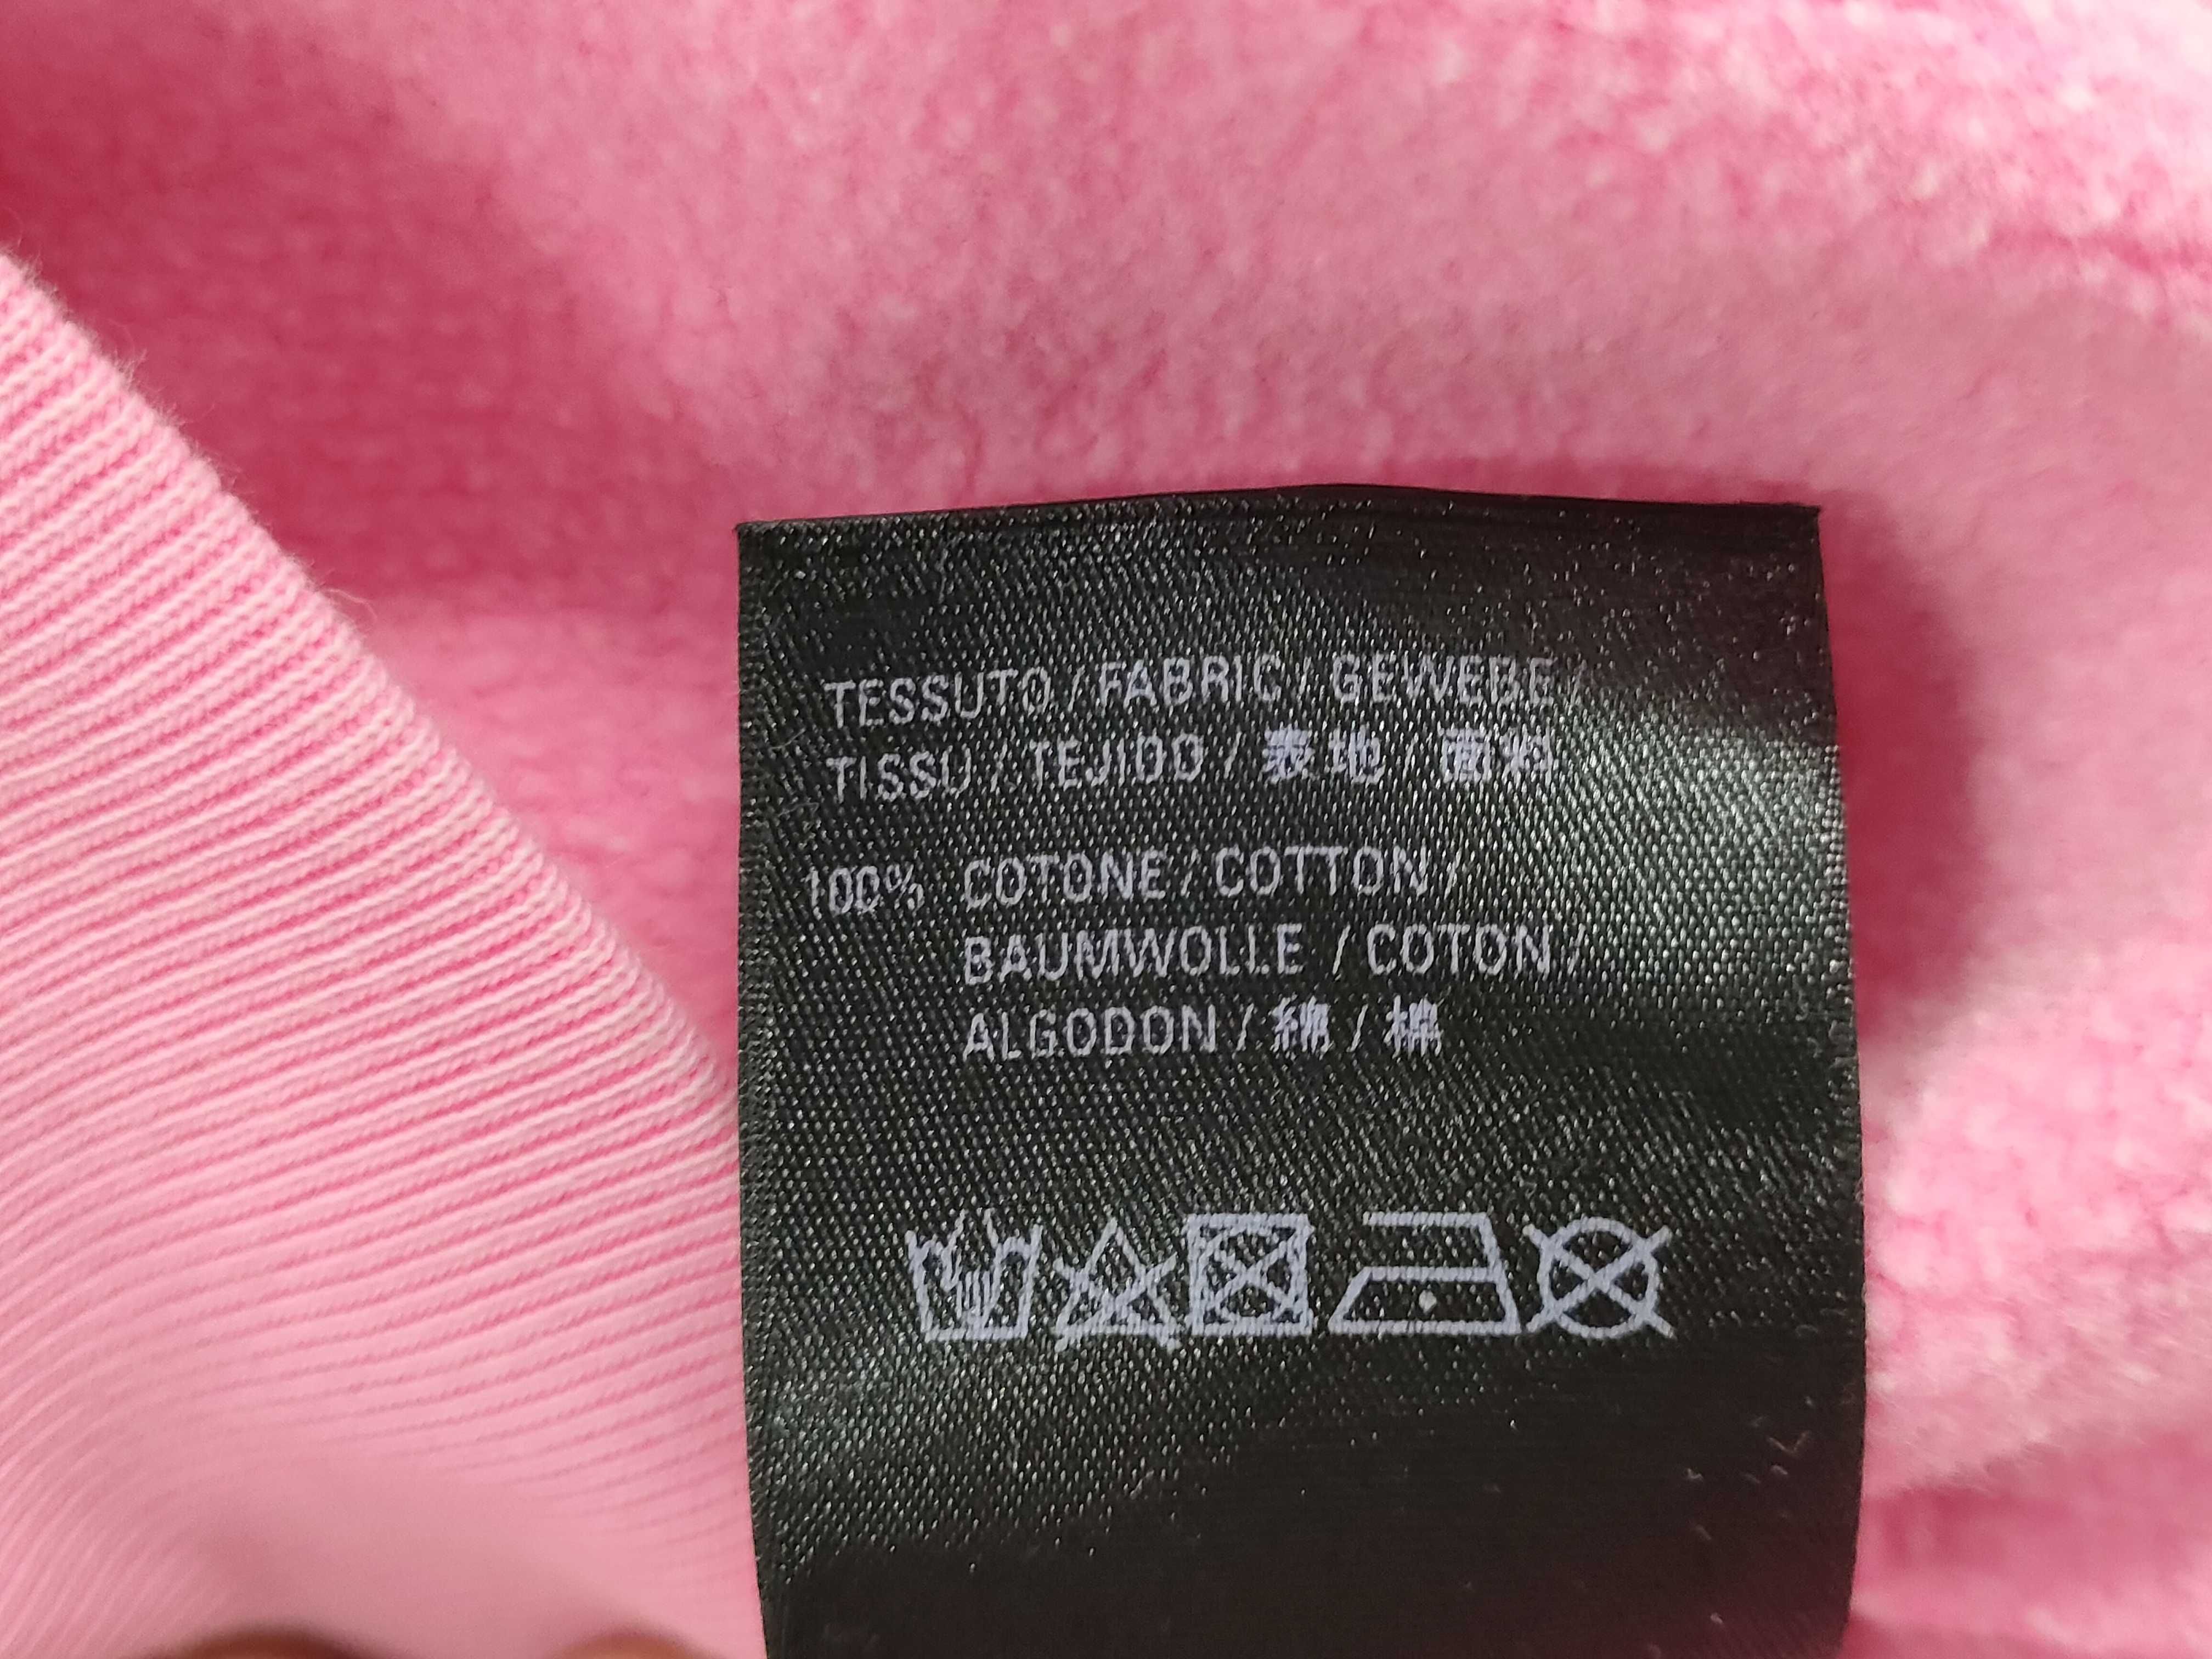 TESSUTO / FABRIC / GEWEBE /
TISSU / TEJIDO / 表地 / 面料
100% COTONE / COTTON /
BAUMWOLLE / COTON /
ALGODON / 綿 / 棉